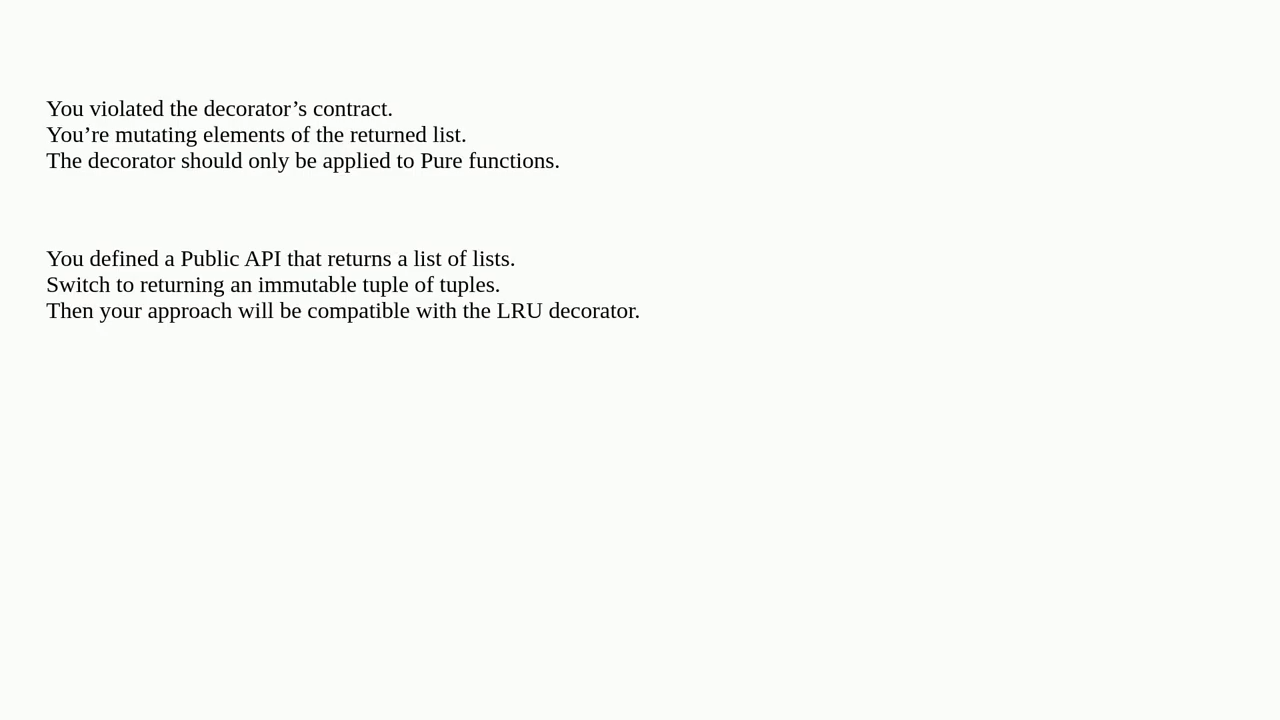 You violated the decorator’s contract.
You’re mutating elements of the returned list.
The decorator should only be applied to Pure functions.
You defined a Public API that returns a list of lists.
Switch to returning an immutable tuple of tuples.
Then your approach will be compatible with the LRU decorator.